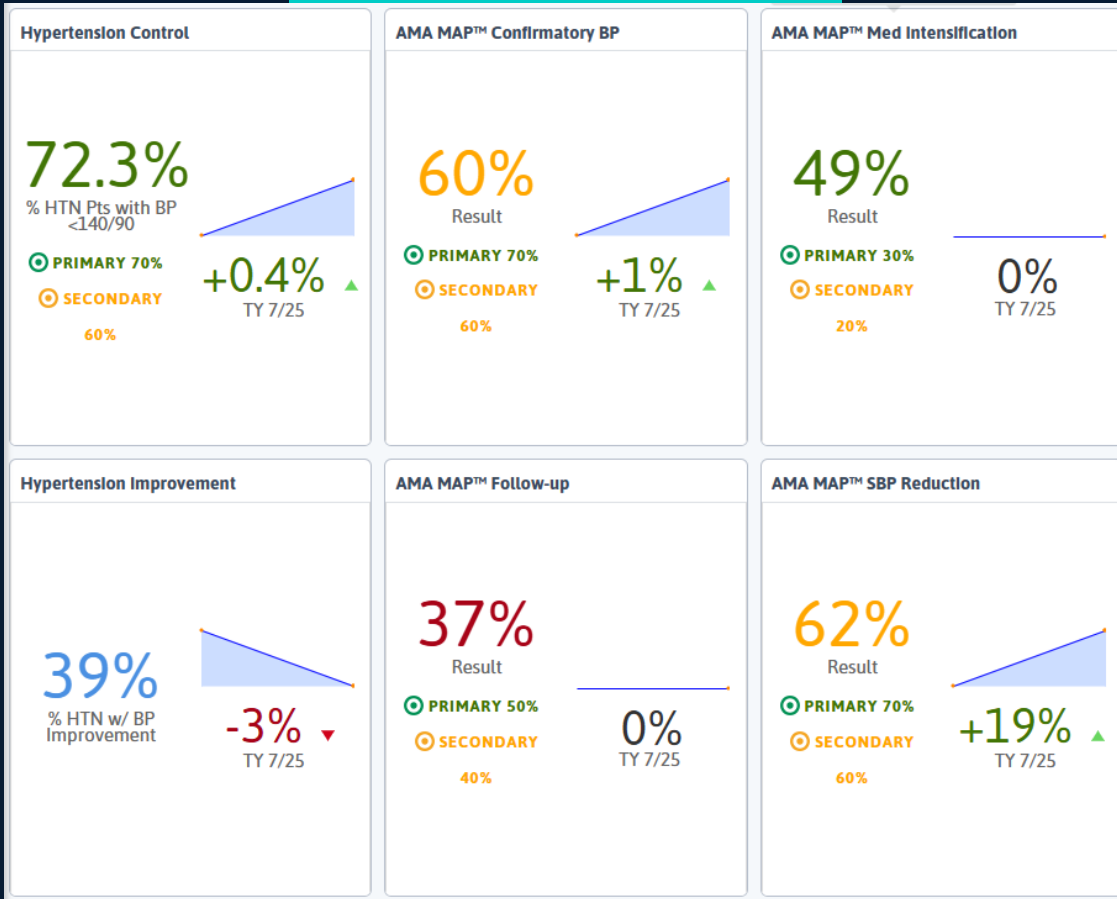 Hypertension Control
72.3%
% HTN Pts with BP
<140/90
PRIMARY 70%
SECONDARY
60%
+0.4%
TY 7/25
AMA MAP™ Confirmatory BP
60%
Result
PRIMARY 70%
SECONDARY
60%
+1%
TY 7/25
AMA MAP™ Med Intensification
49%
Result
PRIMARY 30%
SECONDARY
20%
0%
TY 7/25
Hypertension Improvement
39%
% HTN w/ BP
Improvement
-3%
TY 7/25
AMA MAP™ Follow-up
37%
Result
PRIMARY 50%
SECONDARY
40%
0%
TY 7/25
AMA MAP™ SBP Reduction
62%
Result
PRIMARY 70%
SECONDARY
60%
+19%
TY 7/25